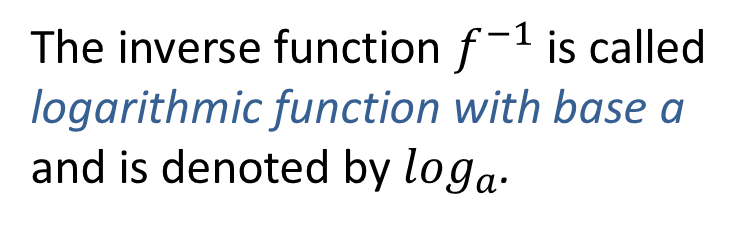 The inverse function f⁻¹ is called
logarithmic function with base a
and is denoted by logₐ.